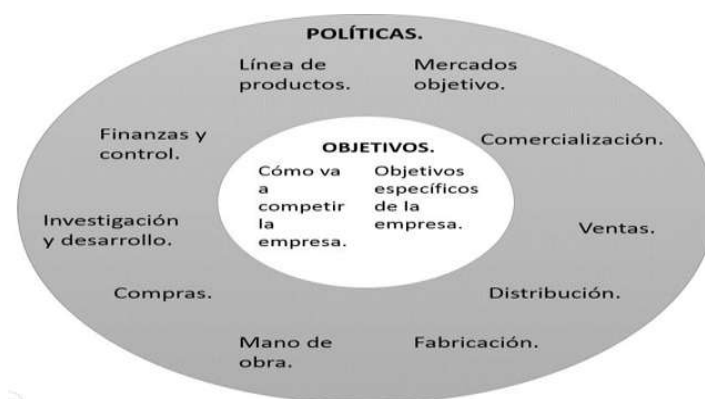 POLÍTICAS.
Línea de
productos.
Mercados
objetivo.
Finanzas y
control.
Comercialización.
OBJETIVOS.
Cómo va
a
competir
la
empresa.
Objetivos
específicos
de la
empresa.
Investigación
y desarrollo.
Ventas.
Compras.
Distribución.
Mano de
obra.
Fabricación.